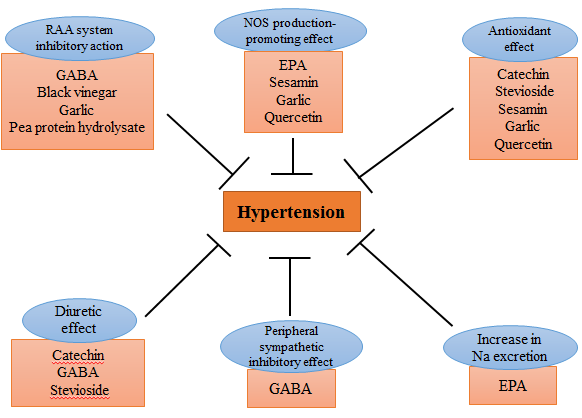 RAA system
inhibitory action
GABA
Black vinegar
Garlic
Pea protein hydrolysate
NOS production-
promoting effect
EPA
Sesamin
Garlic
Quercetin
Antioxidant
effect
Catechin
Stevioside
Sesamin
Garlic
Quercetin
Hypertension
Diuretic
effect
Catechin
GABA
Stevioside
Peripheral
sympathetic
inhibitory effect
GABA
Increase in
Na excretion
EPA